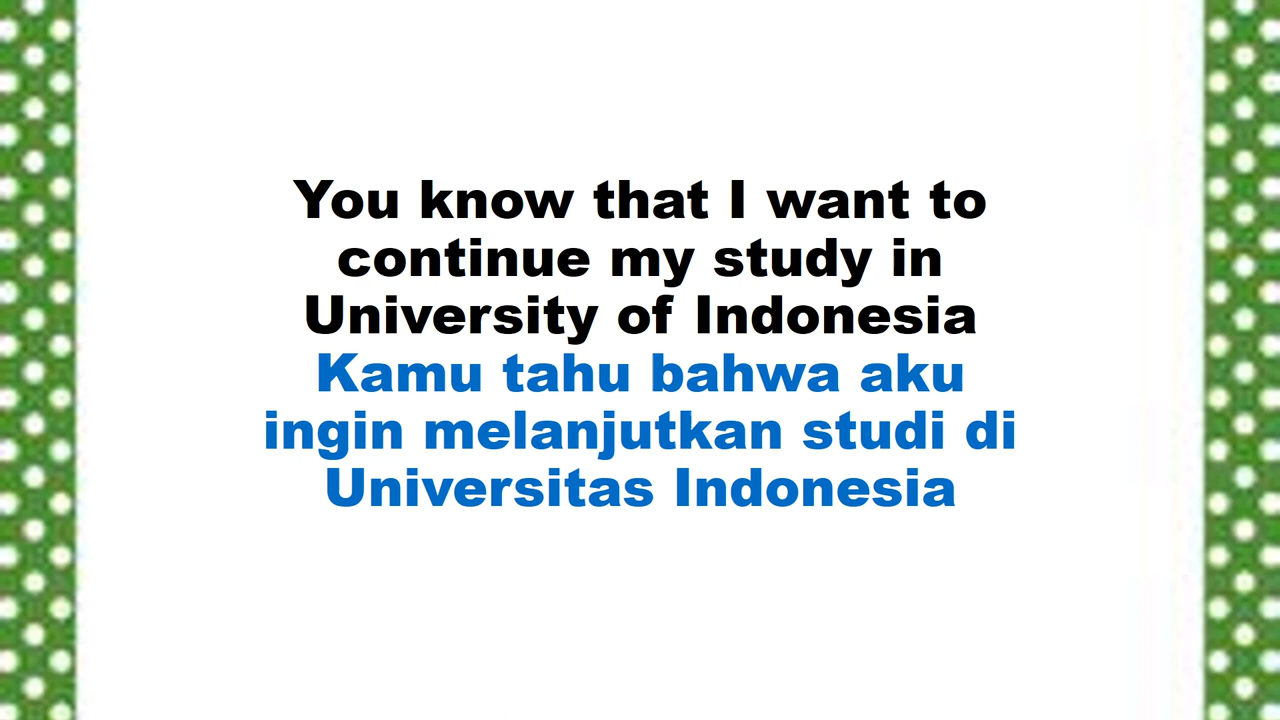 You know that I want to
continue my study in
University of Indonesia
Kamu tahu bahwa aku
ingin melanjutkan studi di
Universitas Indonesia